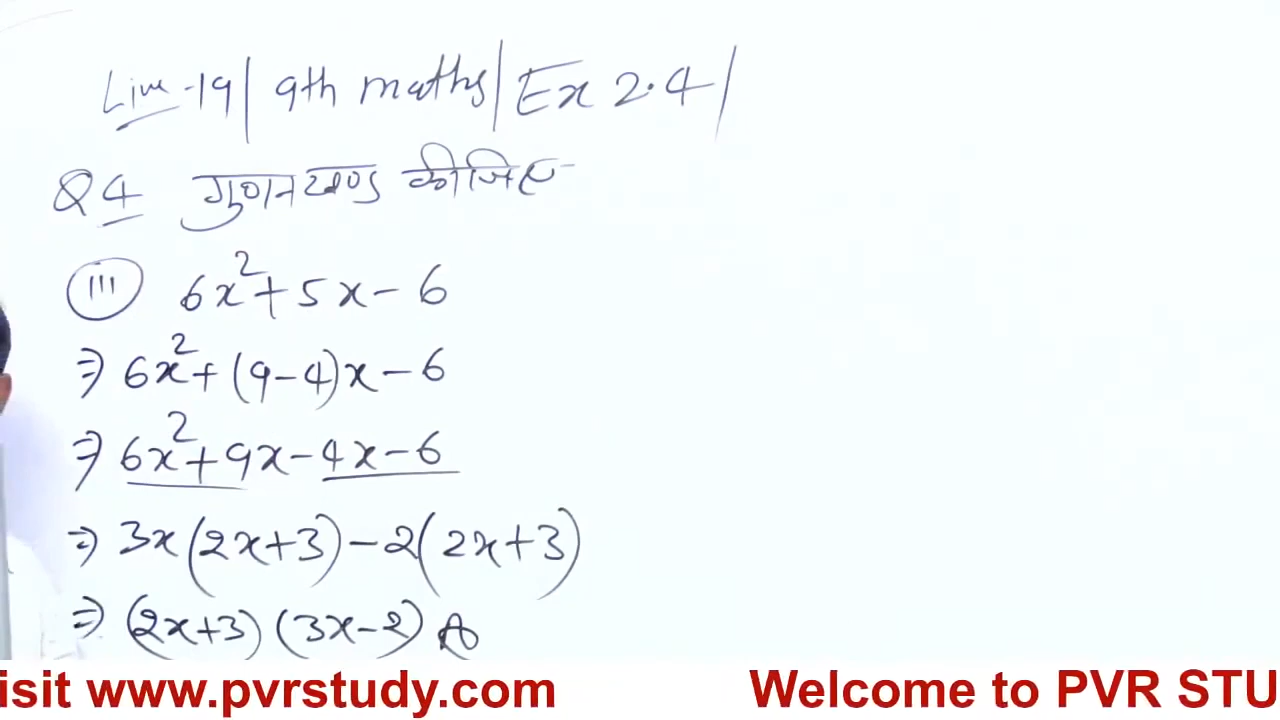 Live-19 | 9th maths | Ex 2.4 |
Q 4 गुणनखण्ड कीजिए
(iii) 6x²+5x-6
⇒ 6x²+(9-4)x-6
⇒ 6x²+9x-4x-6
⇒ 3x(2x+3)-2(2x+3)
⇒ (2x+3)(3x-2) A
isit www.pvrstudy.com Welcome to PVR STU